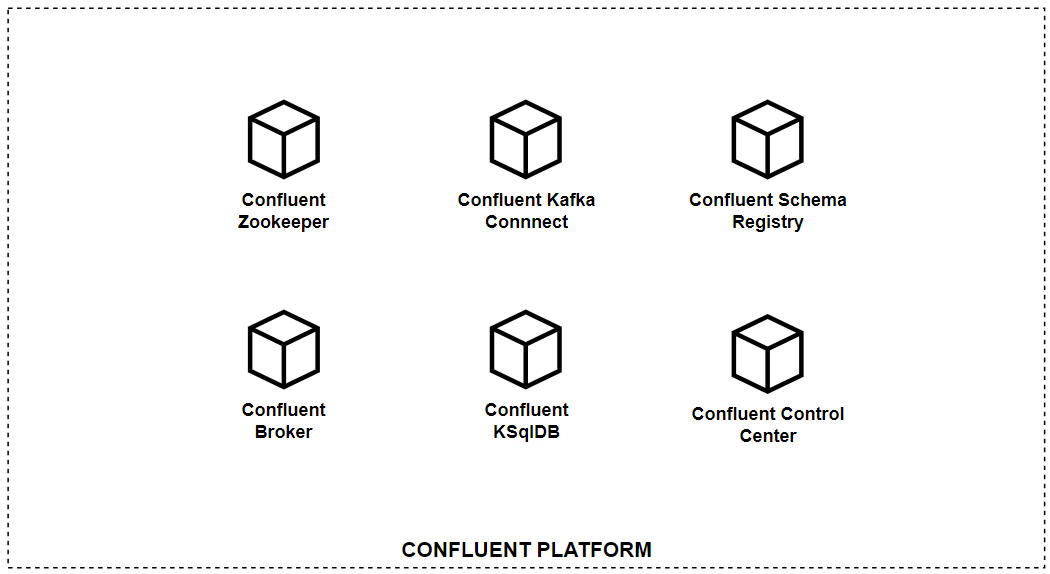 Confluent
Zookeeper
Confluent Kafka
Connnect
Confluent Schema
Registry
Confluent
Broker
Confluent
KSqlDB
Confluent Control
Center
CONFLUENT PLATFORM